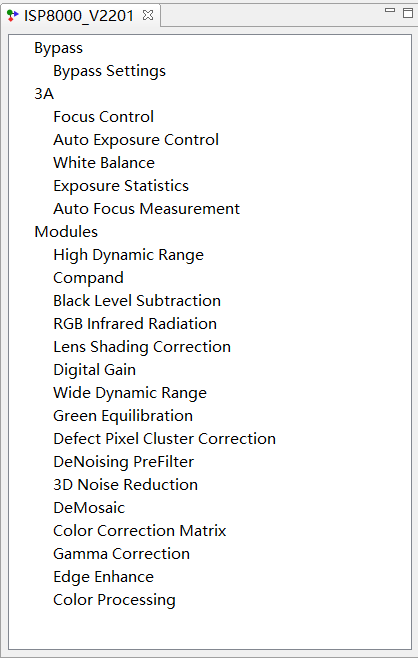 ISP8000_V2201
Bypass
Bypass Settings
3A
Focus Control
Auto Exposure Control
White Balance
Exposure Statistics
Auto Focus Measurement
Modules
High Dynamic Range
Compand
Black Level Subtraction
RGB Infrared Radiation
Lens Shading Correction
Digital Gain
Wide Dynamic Range
Green Equilibration
Defect Pixel Cluster Correction
DeNoising PreFilter
3D Noise Reduction
DeMosaic
Color Correction Matrix
Gamma Correction
Edge Enhance
Color Processing